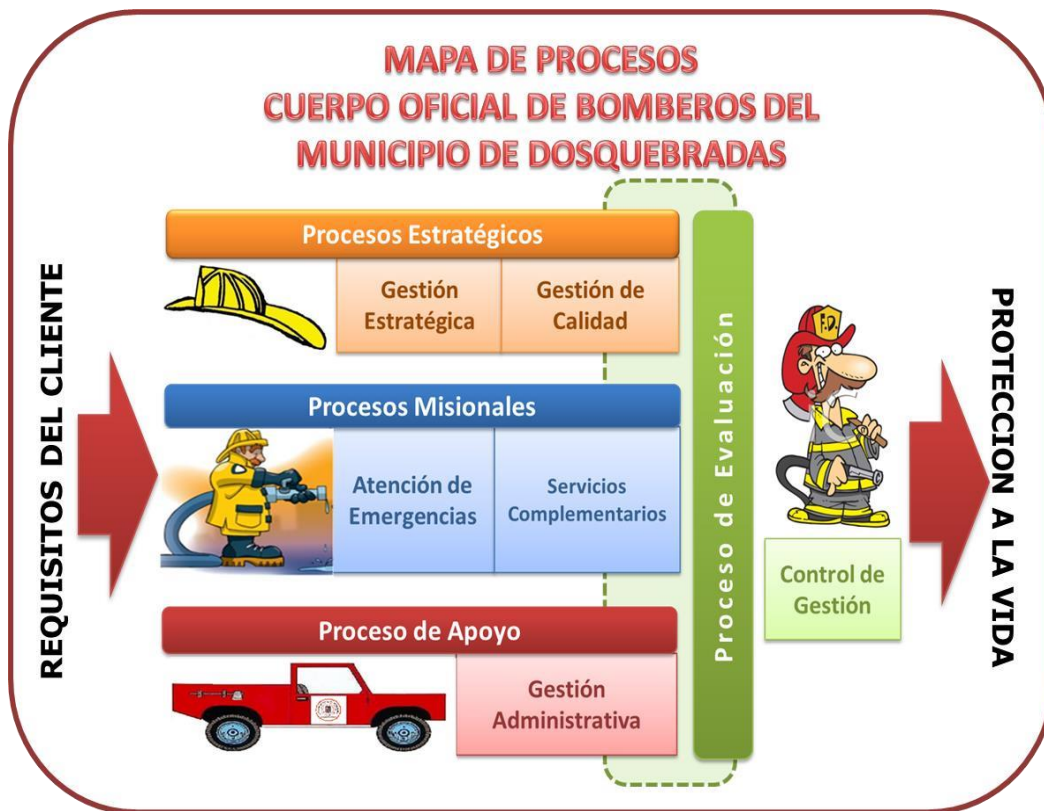 MAPA DE PROCESOS
CUERPO OFICIAL DE BOMBEROS DEL
MUNICIPIO DE DOSQUEBRADAS
REQUISITOS DEL CLIENTE
Procesos Estratégicos
Gestión
Estratégica
Gestión de
Calidad
Procesos Misionales
Atención de
Emergencias
Servicios
Complementarios
Proceso de Apoyo
Gestión
Administrativa
Proceso de Evaluación
F.D.
Control de
Gestión
PROTECCION A LA VIDA